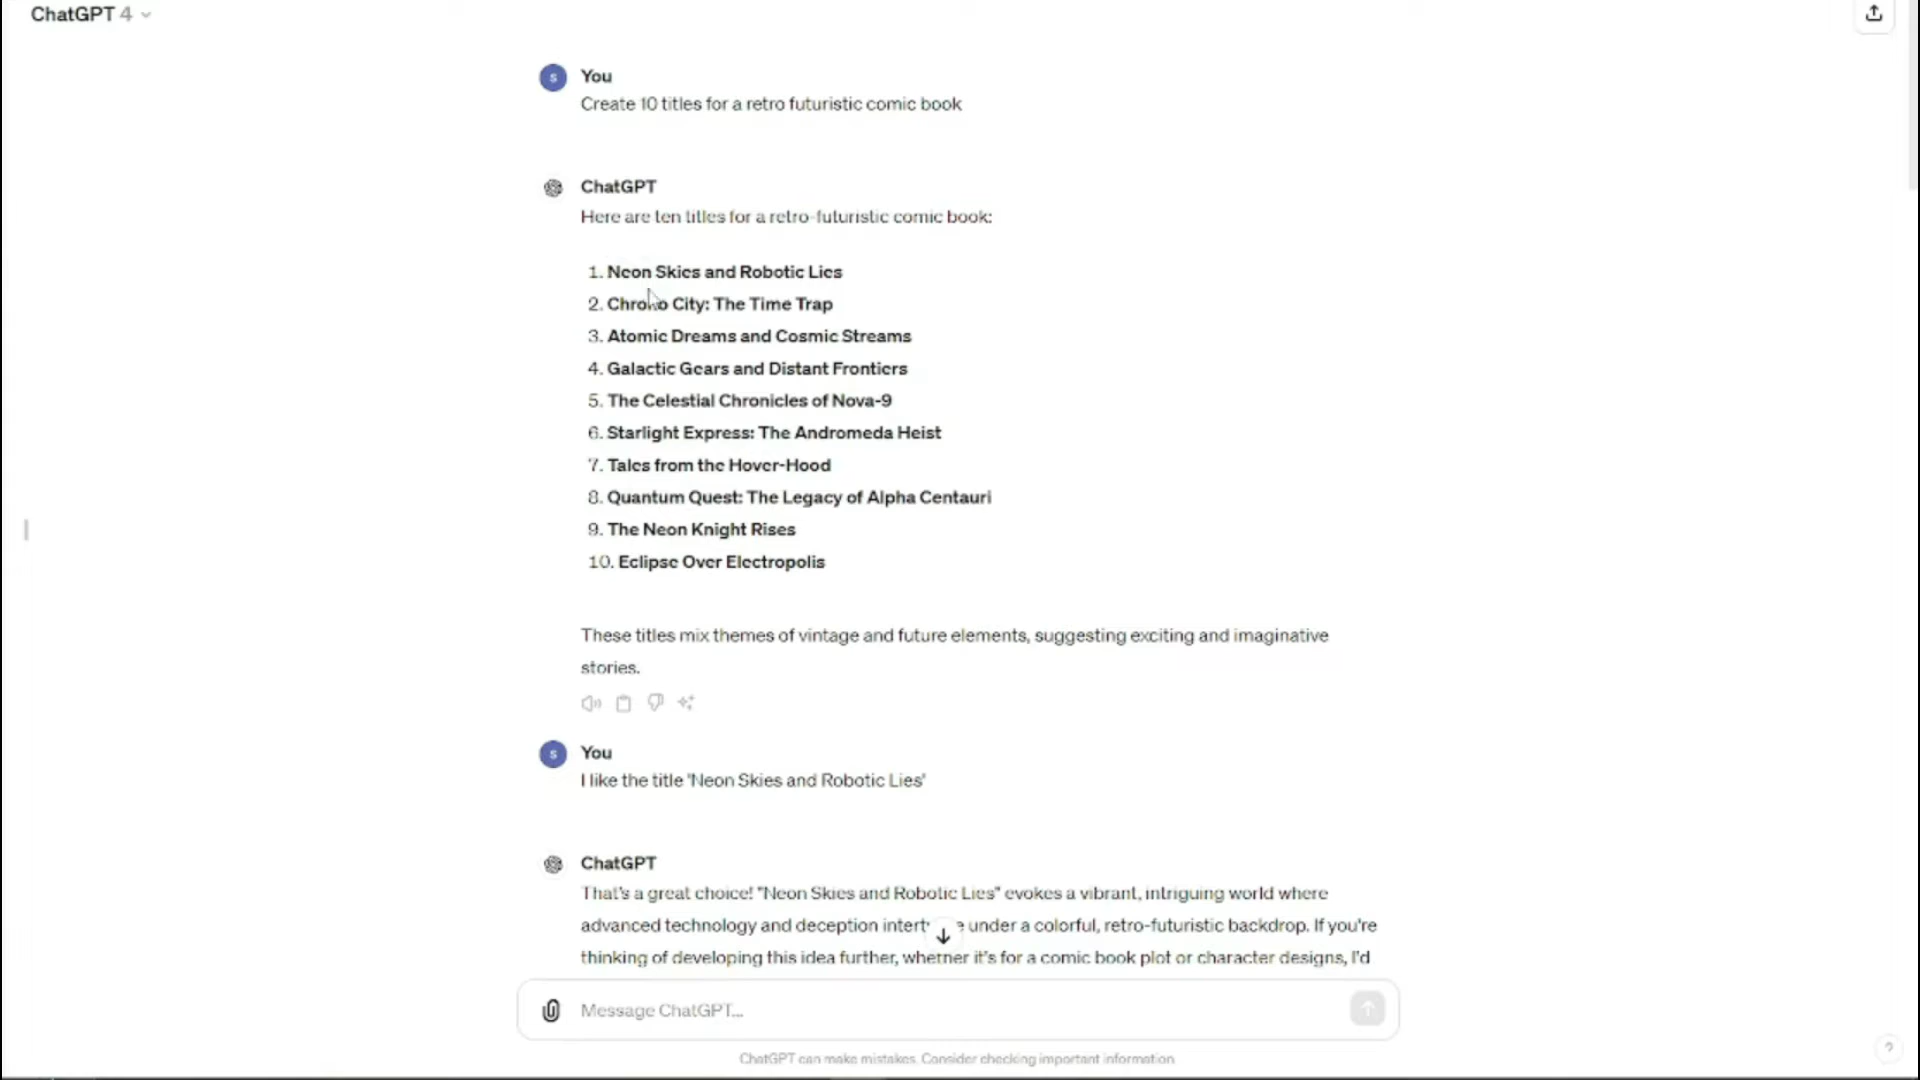 ChatGPT 4
S You
Create 10 titles for a retro futuristic comic book
ChatGPT
Here are ten titles for a retro-futuristic comic book:
1. Neon Skies and Robotic Lies
2. Chrono City: The Time Trap
3. Atomic Dreams and Cosmic Streams
4. Galactic Gears and Distant Frontiers
5. The Celestial Chronicles of Nova-9
6. Starlight Express: The Andromeda Heist
7. Tales from the Hover-Hood
8. Quantum Quest: The Legacy of Alpha Centauri
9. The Neon Knight Rises
10. Eclipse Over Electropolis
These titles mix themes of vintage and future elements, suggesting exciting and imaginative
stories.
S You
I like the title 'Neon Skies and Robotic Lies'
ChatGPT
That's a great choice! "Neon Skies and Robotic Lies" evokes a vibrant, intriguing world where
advanced technology and deception intertwine under a colorful, retro-futuristic backdrop. If you're
thinking of developing this idea further, whether it's for a comic book plot or character designs, I'd
Message ChatGPT...
ChatGPT can make mistakes. Consider checking important information
?